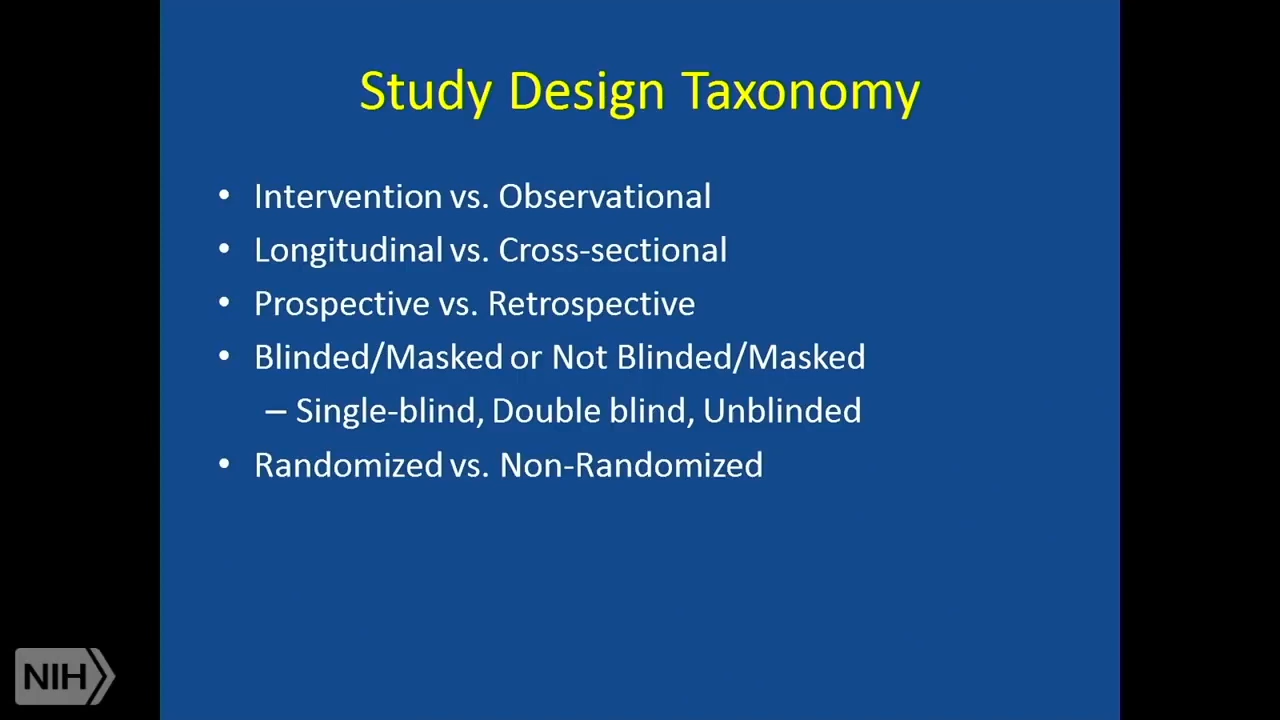 Study Design Taxonomy
• Intervention vs. Observational
• Longitudinal vs. Cross-sectional
• Prospective vs. Retrospective
• Blinded/Masked or Not Blinded/Masked
– Single-blind, Double blind, Unblinded
• Randomized vs. Non-Randomized
NIH